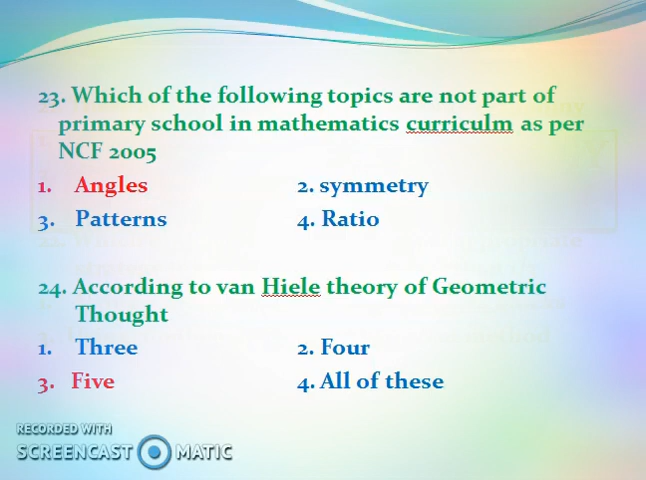 23. Which of the following topics are not part of
primary school in mathematics curriculm as per
NCF 2005
1. Angles 2. symmetry
3. Patterns 4. Ratio
24. According to van Hiele theory of Geometric
Thought
1. Three 2. Four
3. Five 4. All of these
RECORDED WITH
SCREENCAST MATIC